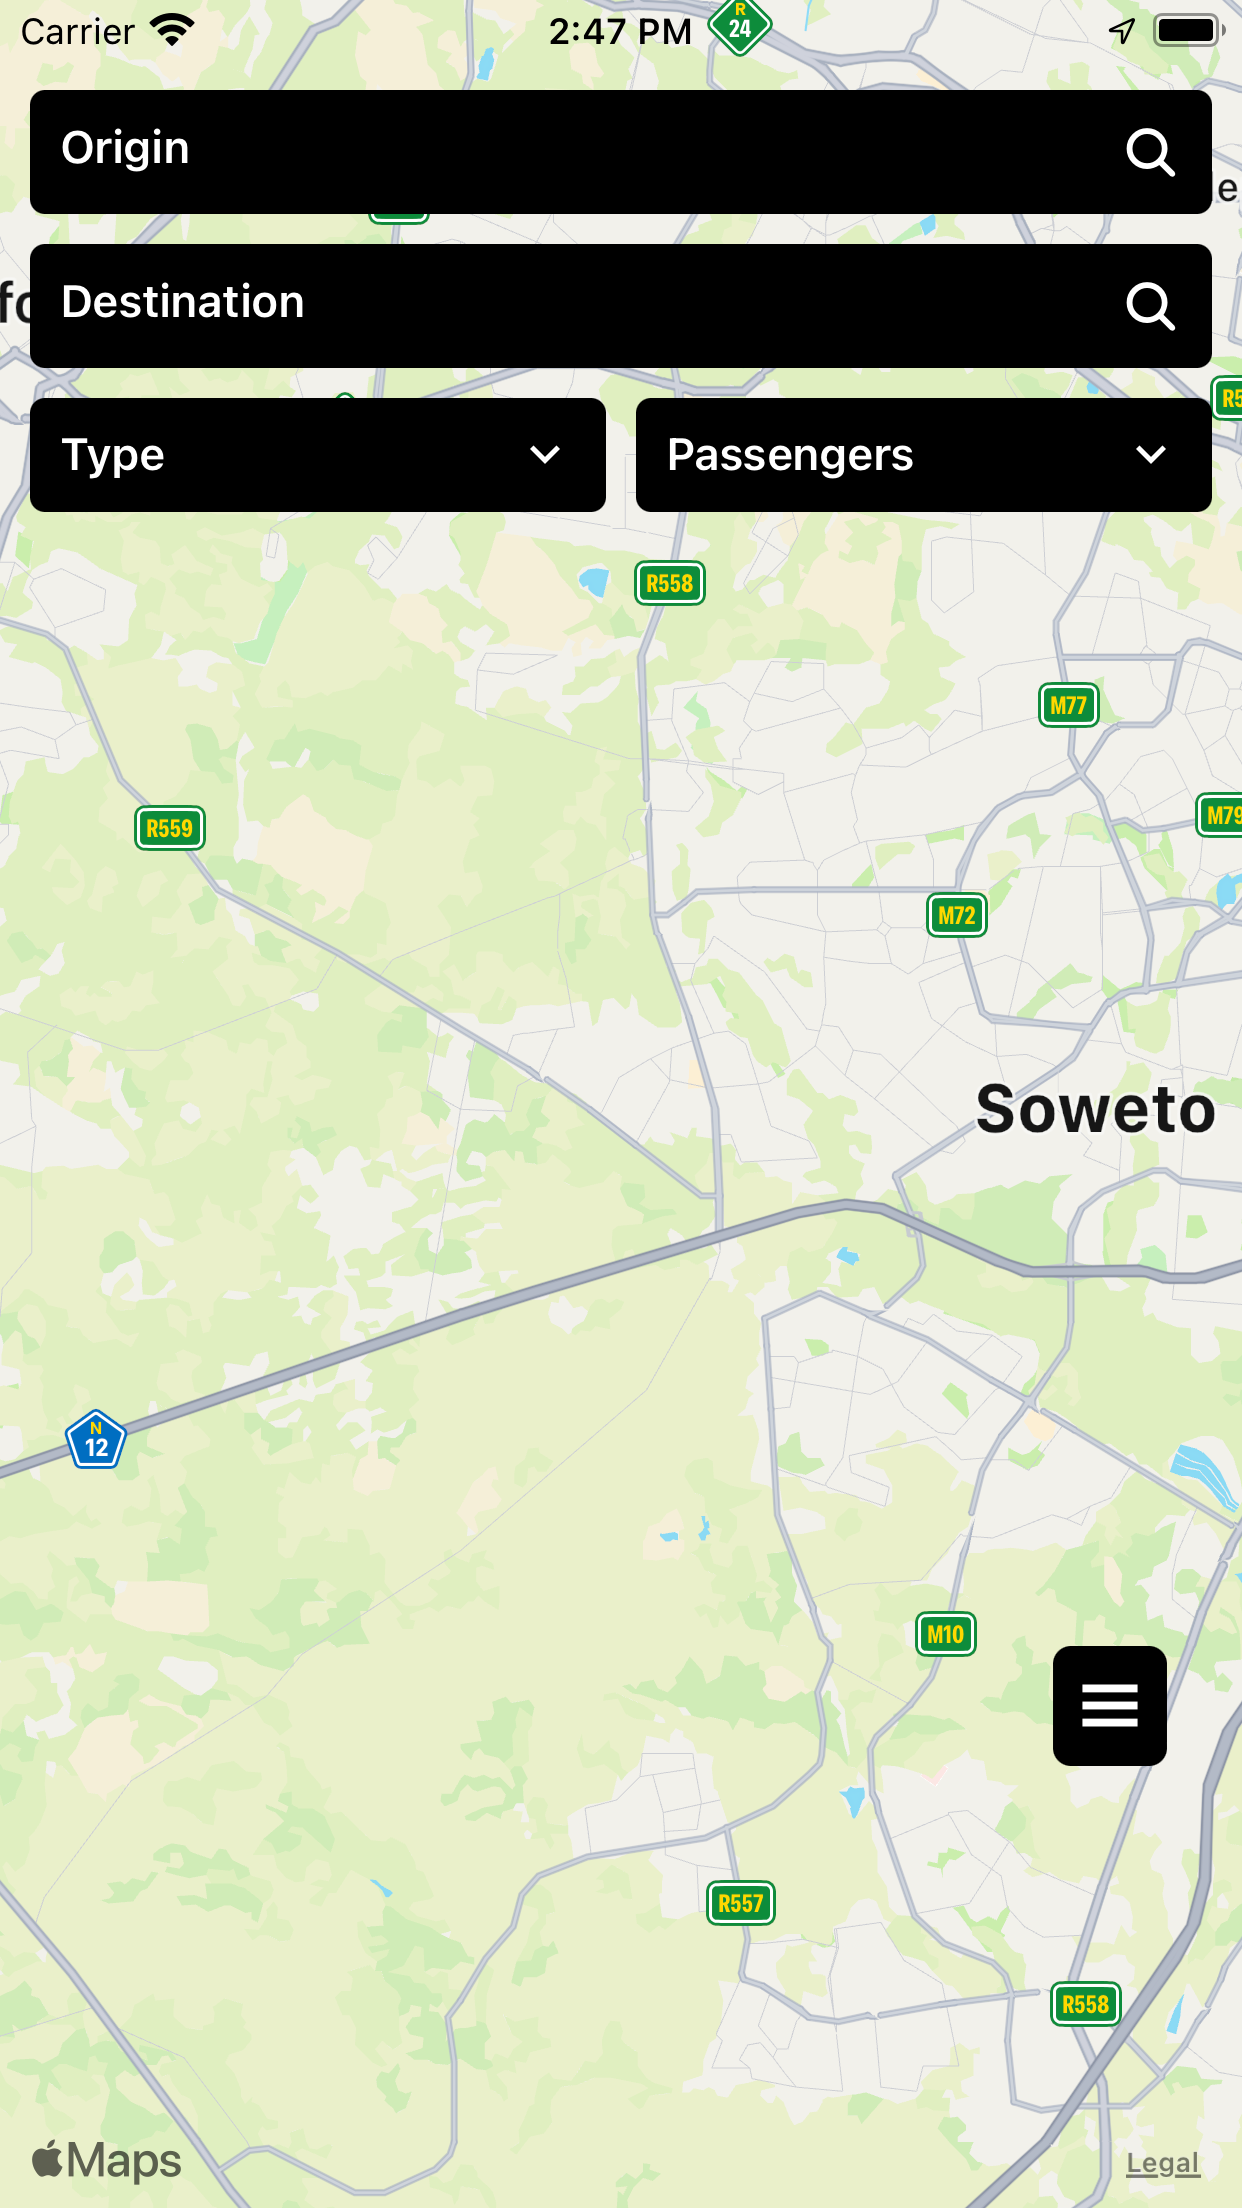 Carrier 2:47 PM
R
24
Origin
Destination
Type Passengers
R558
M77
R559
M79
M72
Soweto
N
12
M10
R557
R558
Maps
Legal